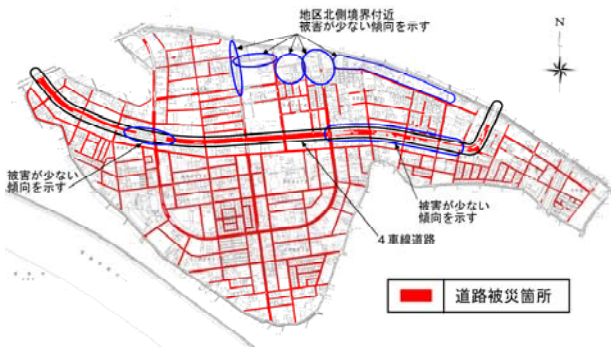 地区北側境界付近
被害が少ない傾向を示す
N
被害が少ない
傾向を示す
被害が少ない
傾向を示す
4車線道路
道路被災箇所